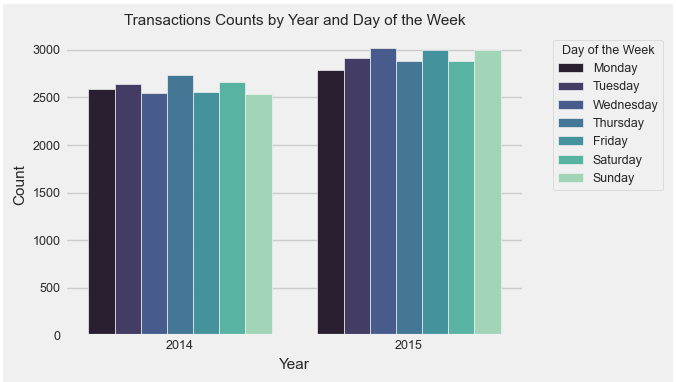 Transactions Counts by Year and Day of the Week
3000
2500
2000
1500
1000
500
0
Count
2014
2015
Year
Day of the Week
Monday
Tuesday
Wednesday
Thursday
Friday
Saturday
Sunday